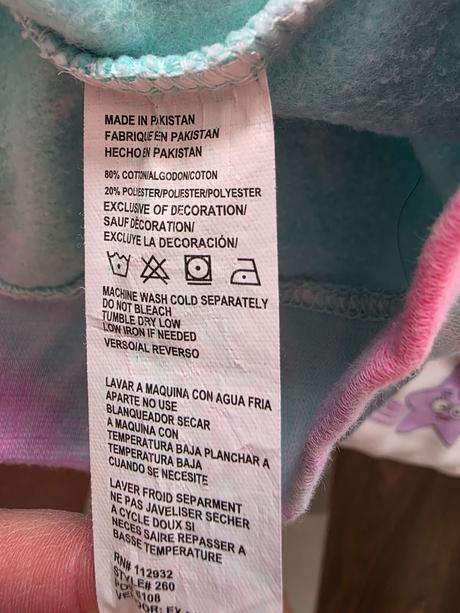 MADE IN PAKISTAN
FABRIQUE EN PAKISTAN
HECHO EN PAKISTAN
80% COTTON/ALGODON/COTON
20% POLIESTER/POLIESTER/POLYESTER
EXCLUSIVE OF DECORATION/
SAUF DÉCORATION/
EXCLUYE LA DECORACIÓN/
MACHINE WASH COLD SEPARATELY
DO NOT BLEACH
TUMBLE DRY LOW
LOW IRON IF NEEDED
VERSO/AL REVERSO
LAVAR A MAQUINA CON AGUA FRIA
APARTE NO USE
BLANQUEADOR SECAR
A MAQUINA CON
TEMPERATURA BAJA PLANCHAR A
TEMPERATURA BAJA
CUANDO SE NECESITE
LAVER FROID SEPARMENT
NE PAS JAVELISER SECHER
A CYCLE DOUX SI
NECES SAIRE REPASSER A
BASSE TEMPERATURE
RN# 112932
STYLE# 260